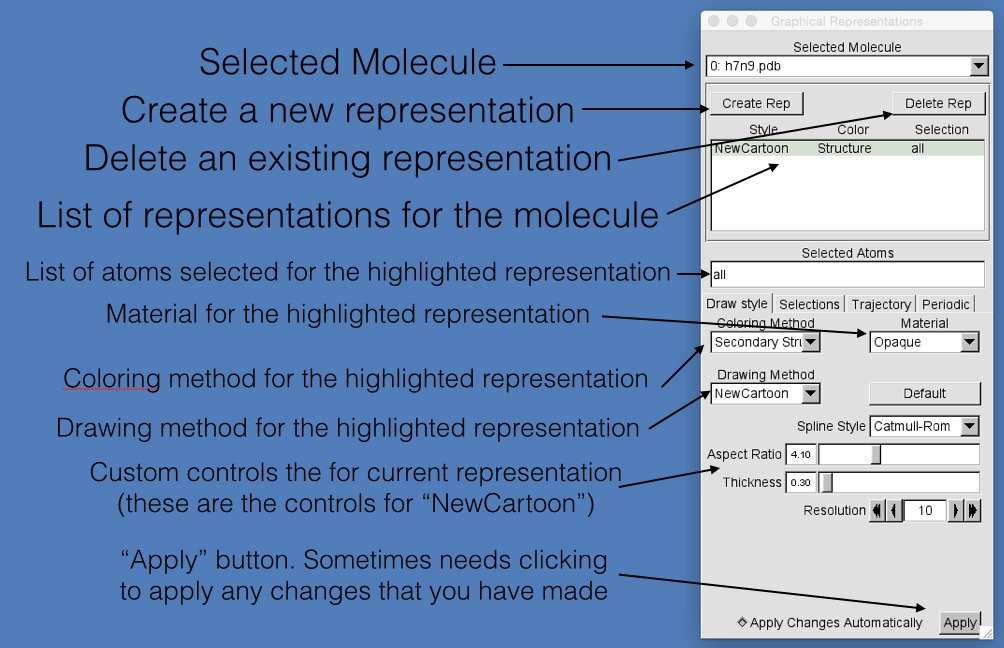 Graphical Representations
Selected Molecule
Selected Molecule
0: h7n9.pdb
Create a new representation
Create Rep
Delete Rep
Delete an existing representation
Style Color Selection
NewCartoon Structure all
List of representations for the molecule
Selected Atoms
List of atoms selected for the highlighted representation
all
Draw style Selections Trajectory Periodic
Material for the highlighted representation
Coloring Method Material
Secondary Stru Opaque
Coloring method for the highlighted representation
Drawing Method
NewCartoon Default
Drawing method for the highlighted representation
Spline Style Catmull-Rom
Aspect Ratio 4.10
Custom controls the for current representation
(these are the controls for “NewCartoon”)
Thickness 0.30
Resolution 10
“Apply” button. Sometimes needs clicking
to apply any changes that you have made
Apply Changes Automatically Apply